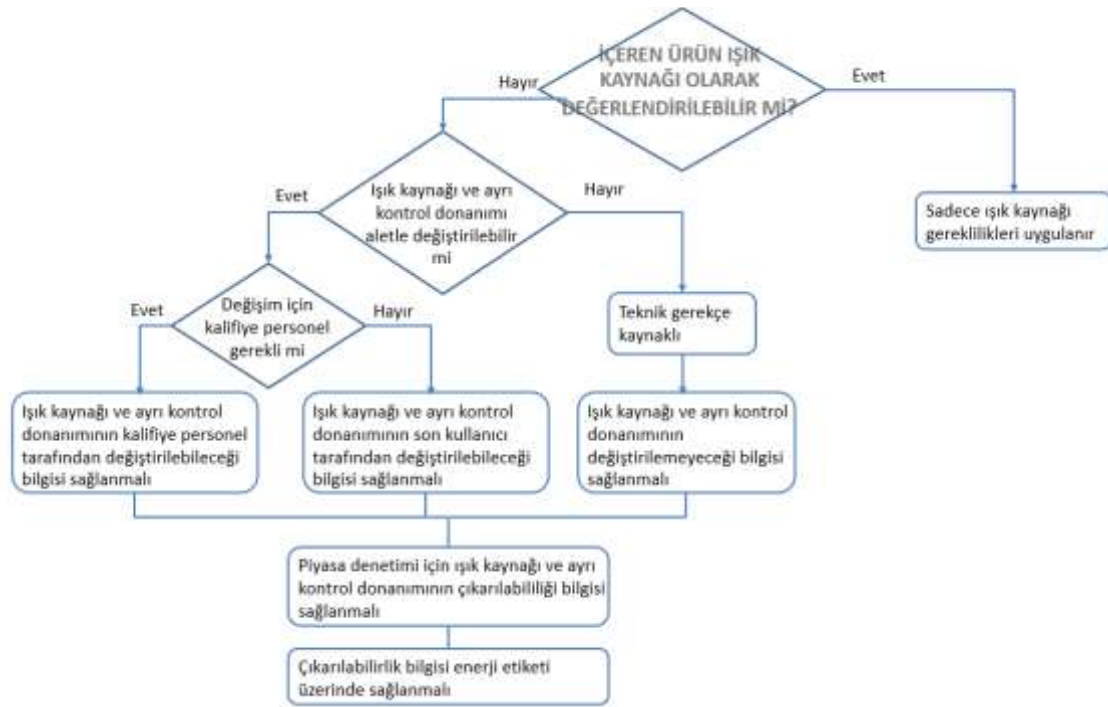 İÇEREN ÜRÜN IŞIK
KAYNAĞI OLARAK
DEĞERLENDİRİLEBİLİR Mİ?
Hayır
Evet
Işık kaynağı ve ayrı
kontrol donanımı
aletle değiştirilebilir
mi
Evet
Hayır
Sadece ışık kaynağı
gereklilikleri uygulanır
Değişim için
kalifiye personel
gerekli mi
Evet
Hayır
Teknik gerekçe
kaynaklı
Işık kaynağı ve ayrı kontrol
donanımının kalifiye personel
tarafından değiştirilebileceği
bilgisi sağlanmalı
Işık kaynağı ve ayrı kontrol
donanımının son kullanıcı
tarafından değiştirilebileceği
bilgisi sağlanmalı
Işık kaynağı ve ayrı kontrol
donanımının
değiştirilemeyeceği bilgisi
sağlanmalı
Piyasa denetimi için ışık kaynağı ve ayrı
kontrol donanımının çıkarılabililiği bilgisi
sağlanmalı
Çıkarılabilirlik bilgisi enerji etiketi
üzerinde sağlanmalı